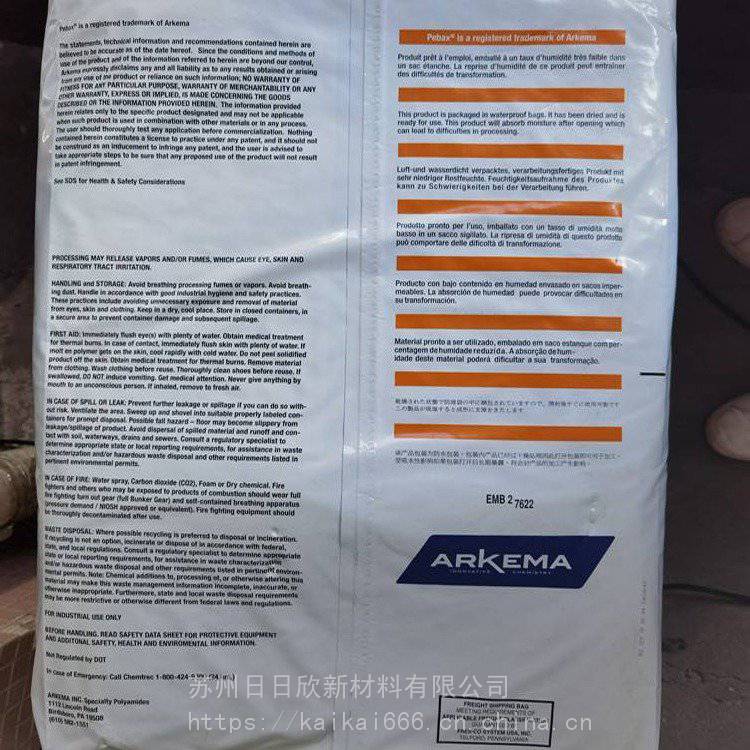 Pebax® is a registered trademark of Arkema
The statements, technical information and recommendations contained herein are
believed to be accurate as of the date hereof. Since the conditions and methods of
use of the product and of the information referred to herein are beyond our control,
Arkema expressly disclaims any and all liability as to any results obtained or arising
from any use of the product or reliance on such information; NO WARRANTY OF
FITNESS FOR ANY PARTICULAR PURPOSE, WARRANTY OF MERCHANTABILITY OR ANY
OTHER WARRANTY, EXPRESS OR IMPLIED, IS MADE CONCERNING THE GOODS
DESCRIBED OR THE INFORMATION PROVIDED HEREIN. The information provided
herein relates only to the specific product designated and may not be applicable
when such product is used in combination with other materials or in any process.
The user should thoroughly test any application before commercialization. Nothing
contained herein constitutes a license to practice under any patent, and it should not
be construed as an inducement to infringe any patent, and the user is advised to
take appropriate steps to be sure that any proposed use of the product will not result
in patent infringement.
See SDS for Health & Safety Considerations
PROCESSING MAY RELEASE VAPORS AND/OR FUMES, WHICH CAUSE EYE, SKIN AND
RESPIRATORY TRACT IRRITATION.
HANDLING and STORAGE: Avoid breathing processing fumes or vapors. Avoid breath-
ing dust. Handle in accordance with good industrial hygiene and safety practices.
These practices include avoiding unnecessary exposure and removal of material
from eyes, skin and clothing. Keep in a dry, cool place. Store in closed containers, in
a secure area to prevent container damage and subsequent spillage.
FIRST AID: Immediately flush eye(s) with plenty of water. Obtain medical treatment
for thermal burns. In case of contact, immediately flush skin with plenty of water. If
molten polymer gets on the skin, cool rapidly with cold water. Do not peel solidified
product off the skin. Obtain medical treatment for thermal burns. Remove material
from clothing. Wash clothing before reuse. Thoroughly clean shoes before reuse. If
swallowed, DO NOT induce vomiting. Get medical attention. Never give anything by
mouth to an unconscious person. If inhaled, remove to fresh air.
IN CASE OF SPILL OR LEAK: Prevent further leakage or spillage if you can do so with-
out risk. Ventilate the area. Sweep up and shovel into suitable properly labeled con-
tainers for prompt disposal. Possible fall hazard – floor may become slippery from
leakage/spillage of product. Avoid dispersal of spilled material and runoff and con-
tact with soil, waterways, drains and sewers. Consult a regulatory specialist to
determine appropriate state or local reporting requirements, for assistance in waste
characterization and/or hazardous waste disposal and other requirements listed in
pertinent environmental permits.
IN CASE OF FIRE: Water spray, Carbon dioxide (CO2), Foam or Dry chemical. Fire
fighters and others who may be exposed to products of combustion should wear full
fire fighting turn out gear (full Bunker Gear) and self-contained breathing apparatus
(pressure demand / NIOSH approved or equivalent). Fire fighting equipment should
be thoroughly decontaminated after use.
WASTE DISPOSAL: Where possible recycling is preferred to disposal or incineration.
If recycling is not an option, incinerate or dispose of in accordance with federal,
state, and local regulations. Consult a regulatory specialist to determine appropriate
state or local reporting requirements, for assistance in waste characterization
and/or hazardous waste disposal and other requirements listed in pertinent environ-
mental permits. Note: Chemical additions to, processing of, or otherwise altering this
material may make this waste management information incomplete, inaccurate, or
otherwise inappropriate. Furthermore, state and local waste disposal requirements
may be more restrictive or otherwise different from federal laws and regulations.
FOR INDUSTRIAL USE ONLY
BEFORE HANDLING, READ SAFETY DATA SHEET FOR PROTECTIVE EQUIPMENT
AND ADDITONAL SAFETY, HEALTH AND ENVIROMENTAL INFORMATION.
Not Regulated by DOT
In case of Emergency: Call Chemtrec 1-800-424-
ARKEMA INC. Specialty Polyamides
1112 Lincoln Road
Birdsboro, PA 19508
(610) 582-1551
Pebax® is a registered trademark of Arkema
Produit prêt à l'emploi, emballé à un taux d'humidité très faible dans
un sac étanche. La reprise d'humidité de ce produit peut entraîner
des difficultés de transformation.
This product is packaged in waterproof bags. It has been dried and is
ready for use. This product will absorb moisture after opening which
can lead to difficulties in processing.
Luft-und wasserdicht verpacktes, verarbeitungsfertiges Produkt mit
sehr niedriger Restfeuchte. Feuchtigkeitsaufnahme des Produktes
kann zu Schwierigkeiten bei der Verarbeitung führen.
Prodotto pronto per l'uso, imballato con un tasso di umidità molto
basso in un sacco sigillato. La ripresa di umidità di questo prodotto
può comportare delle dificoltà di transformazione.
Producto con bajo contenido en humedad envasado en sacos imper-
meables. La absorción de humedad puede provocar dificultades en
su transformación.
Material pronto a ser utilizado, embalado em saco estanque com per-
centagem de humidade reduzida. A absorção de hum-
idade deste material poderá dificultar a sua transformação.
EMB 2 7622
ARKEMA
INNOVATIVE CHEMISTRY
FREIGHT SHIPPING BAG
MEETING REQUIREMENTS OF
APPLICABLE FREIGHT
FRES-CO SYSTEM USA, INC.
TELFORD, PENNSYLVANIA
苏州日日欣新材料有限公司
https://kaikai666.cn.china.cn